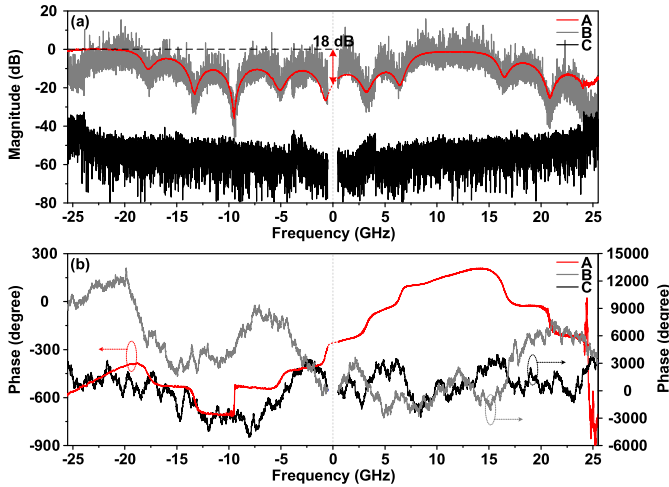 (a)
18 dB
A
B
C
Magnitude (dB)
20
0
-20
-40
-60
-80
-25 -20 -15 -10 -5 0 5 10 15 20 25
Frequency (GHz)
(b)
A
B
C
Phase (degree)
300
0
-300
-600
-900
15000
12000
9000
6000
3000
0
-3000
-6000
Phase (degree)
-25 -20 -15 -10 -5 0 5 10 15 20 25
Frequency (GHz)